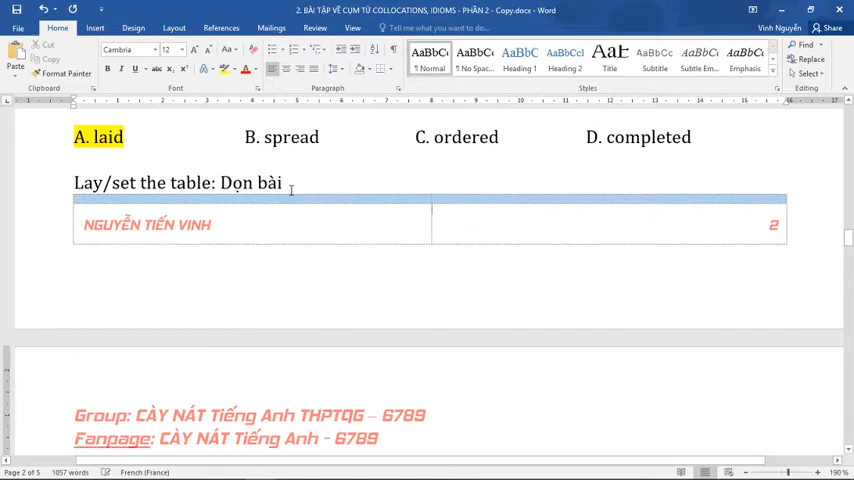 2. BÀI TẬP VỀ CỤM TỪ COLLOCATIONS, IDIOMS - PHẦN 2 - Copy.docx - Word
File Home Insert Design Layout References Mailings Review View Tell me what you want to do... Vinh Nguyễn Share
Cut
Copy
Format Painter
Paste
Cambria 12
Clipboard Font Paragraph Styles Editing
AaBbCc AaBbCc AaBbCc AaBbCcl AaB AaBbCcC AaBbCc AaBbCc
¶ Normal ¶ No Spac... Heading 1 Heading 2 Title Subtitle Subtle Em... Emphasis
Find
Replace
Select
A. laid B. spread C. ordered D. completed
Lay/set the table: Dọn bài
NGUYỄN TIẾN VINH 2
Group: CÀY NÁT Tiếng Anh THPTQG – 6789
Fanpage: CÀY NÁT Tiếng Anh - 6789
Page 2 of 5 1057 words French (France) 190 %